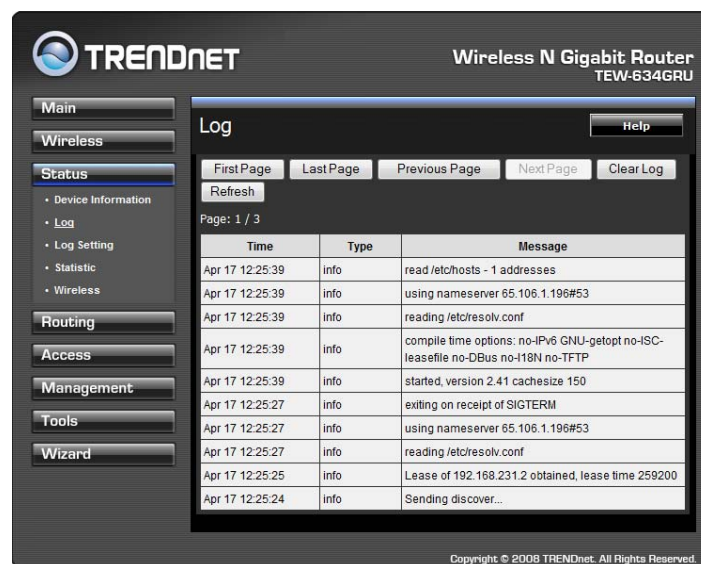 TRENDNET
Wireless N Gigabit Router
TEW-634GRU
Main
Wireless
Status
• Device Information
• Log
• Log Setting
• Statistic
• Wireless
Routing
Access
Management
Tools
Wizard
Log
Help
First Page Last Page Previous Page Next Page Clear Log
Refresh
Page: 1 / 3
Time Type Message
Apr 17 12:25:39 info read /etc/hosts - 1 addresses
Apr 17 12:25:39 info using nameserver 65.106.1.196#53
Apr 17 12:25:39 info reading /etc/resolv.conf
Apr 17 12:25:39 info compile time options: no-IPv6 GNU-getopt no-ISC-
leasefile no-DBus no-I18N no-TFTP
Apr 17 12:25:39 info started, version 2.41 cachesize 150
Apr 17 12:25:27 info exiting on receipt of SIGTERM
Apr 17 12:25:27 info using nameserver 65.106.1.196#53
Apr 17 12:25:27 info reading /etc/resolv.conf
Apr 17 12:25:25 info Lease of 192.168.231.2 obtained, lease time 259200
Apr 17 12:25:24 info Sending discover...
Copyright © 2008 TRENDnet. All Rights Reserved.